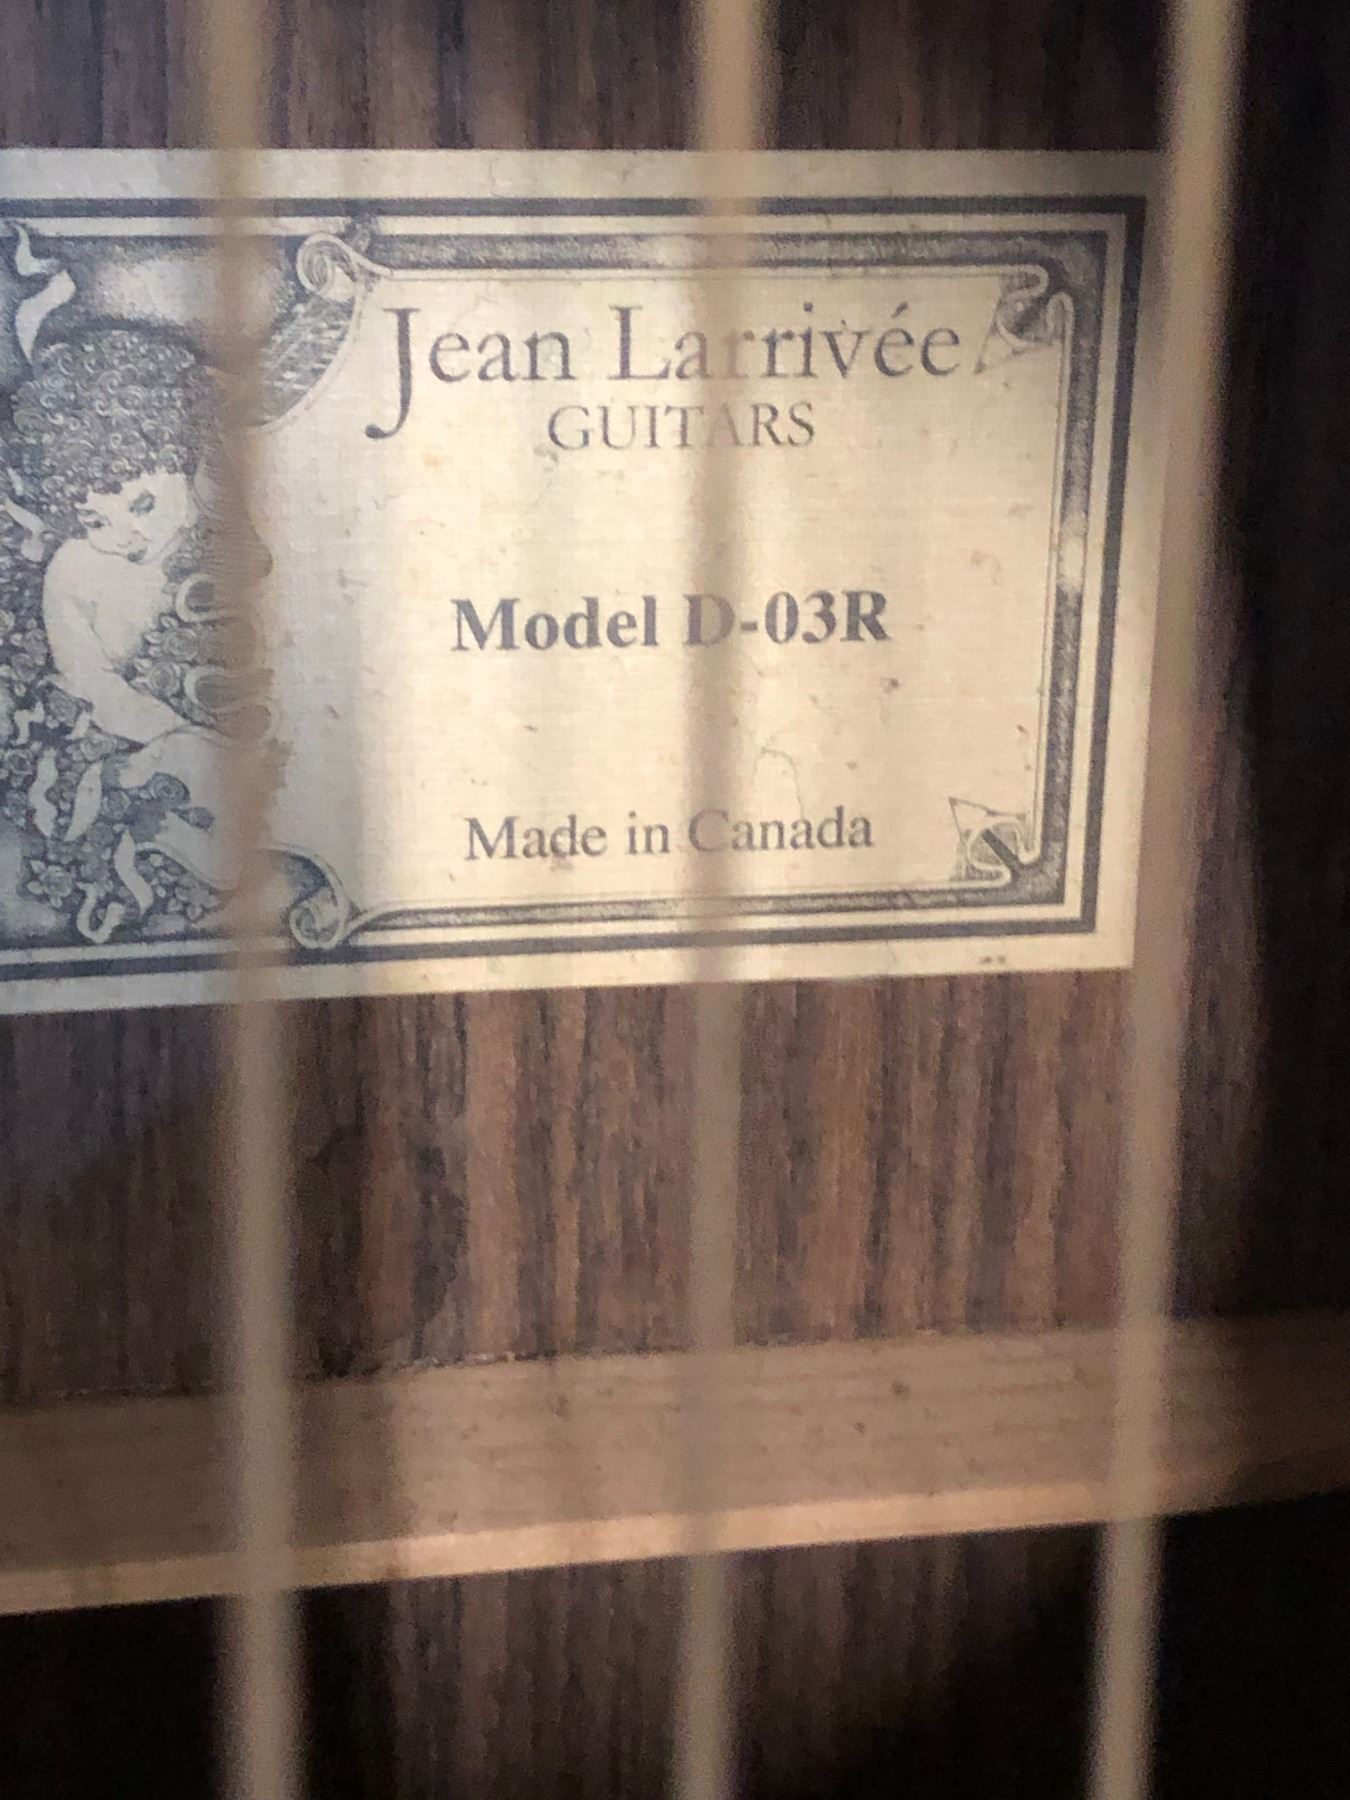 Jean Larrivée
GUITARS
Model D-03R
Made in Canada